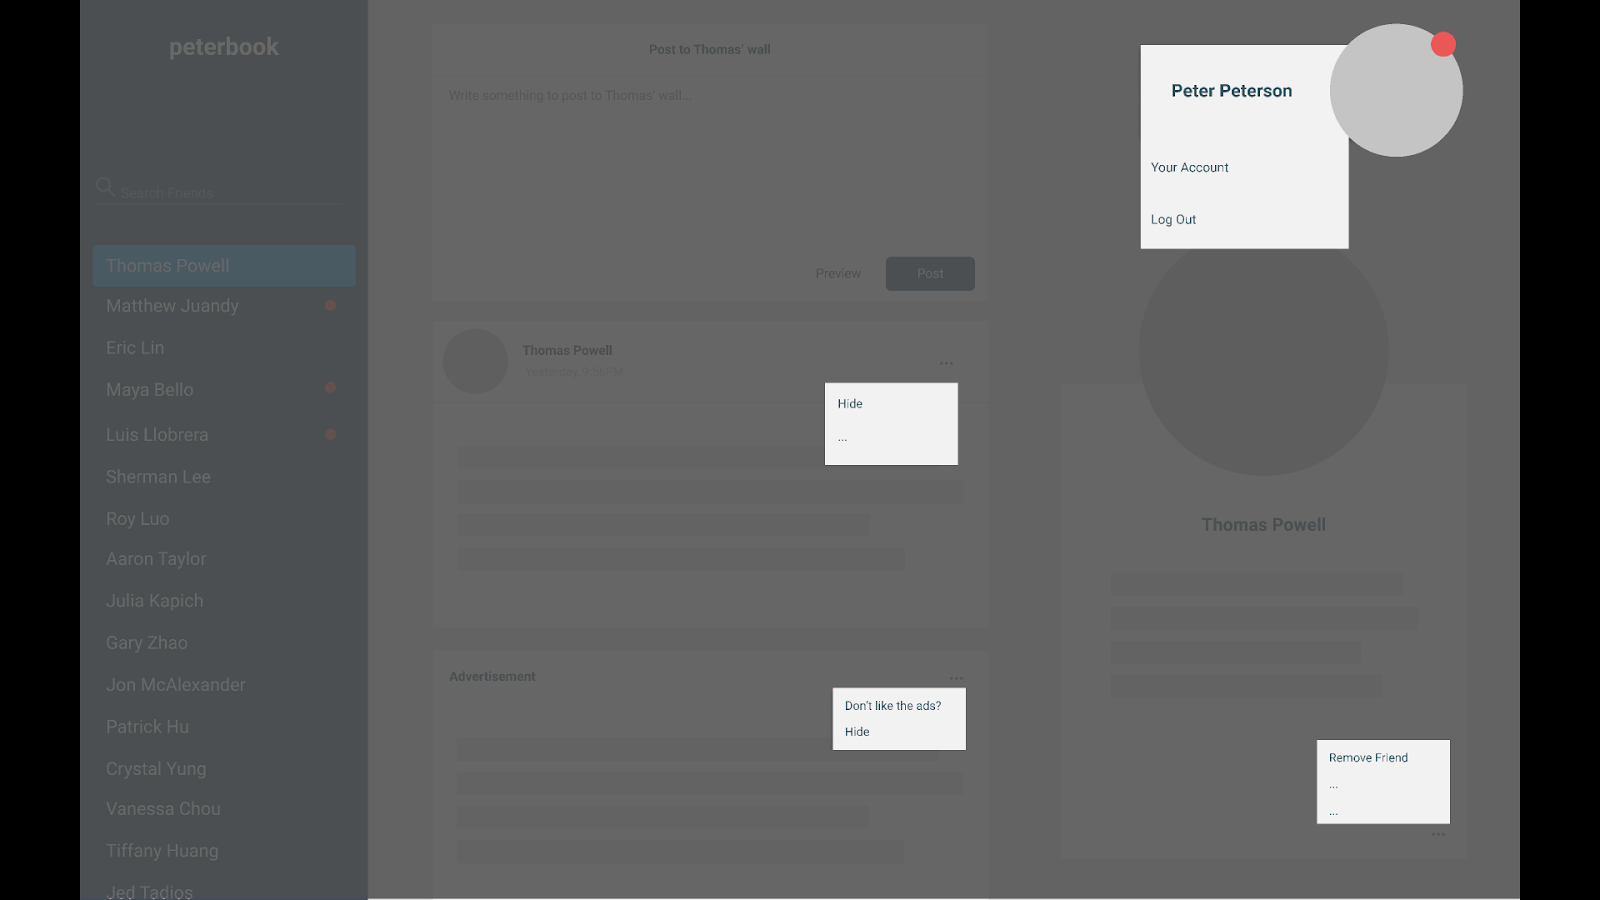 peterbook
Search Friends
Thomas Powell
Matthew Juandy
Eric Lin
Maya Bello
Luis Llobrera
Sherman Lee
Roy Luo
Aaron Taylor
Julia Kapich
Gary Zhao
Jon McAlexander
Patrick Hu
Crystal Yung
Vanessa Chou
Tiffany Huang
Jed Tadios
Post to Thomas' wall
Write something to post to Thomas' wall...
Preview
Post
Thomas Powell
Yesterday, 9:56PM
...
Hide
...
Advertisement
...
Don't like the ads?
Hide
Peter Peterson
Your Account
Log Out
Thomas Powell
Remove Friend
...
...
...